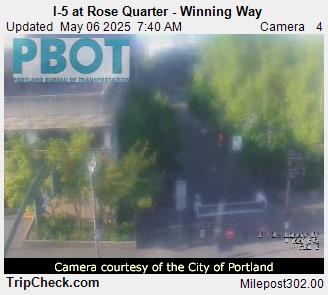 I-5 at Rose Quarter - Winning Way
Updated May 06 2025 7:40 AM Camera 4
PBOT
PORTLAND BUREAU OF TRANSPORTATION
Camera courtesy of the City of Portland
TripCheck.com Milepost302.00